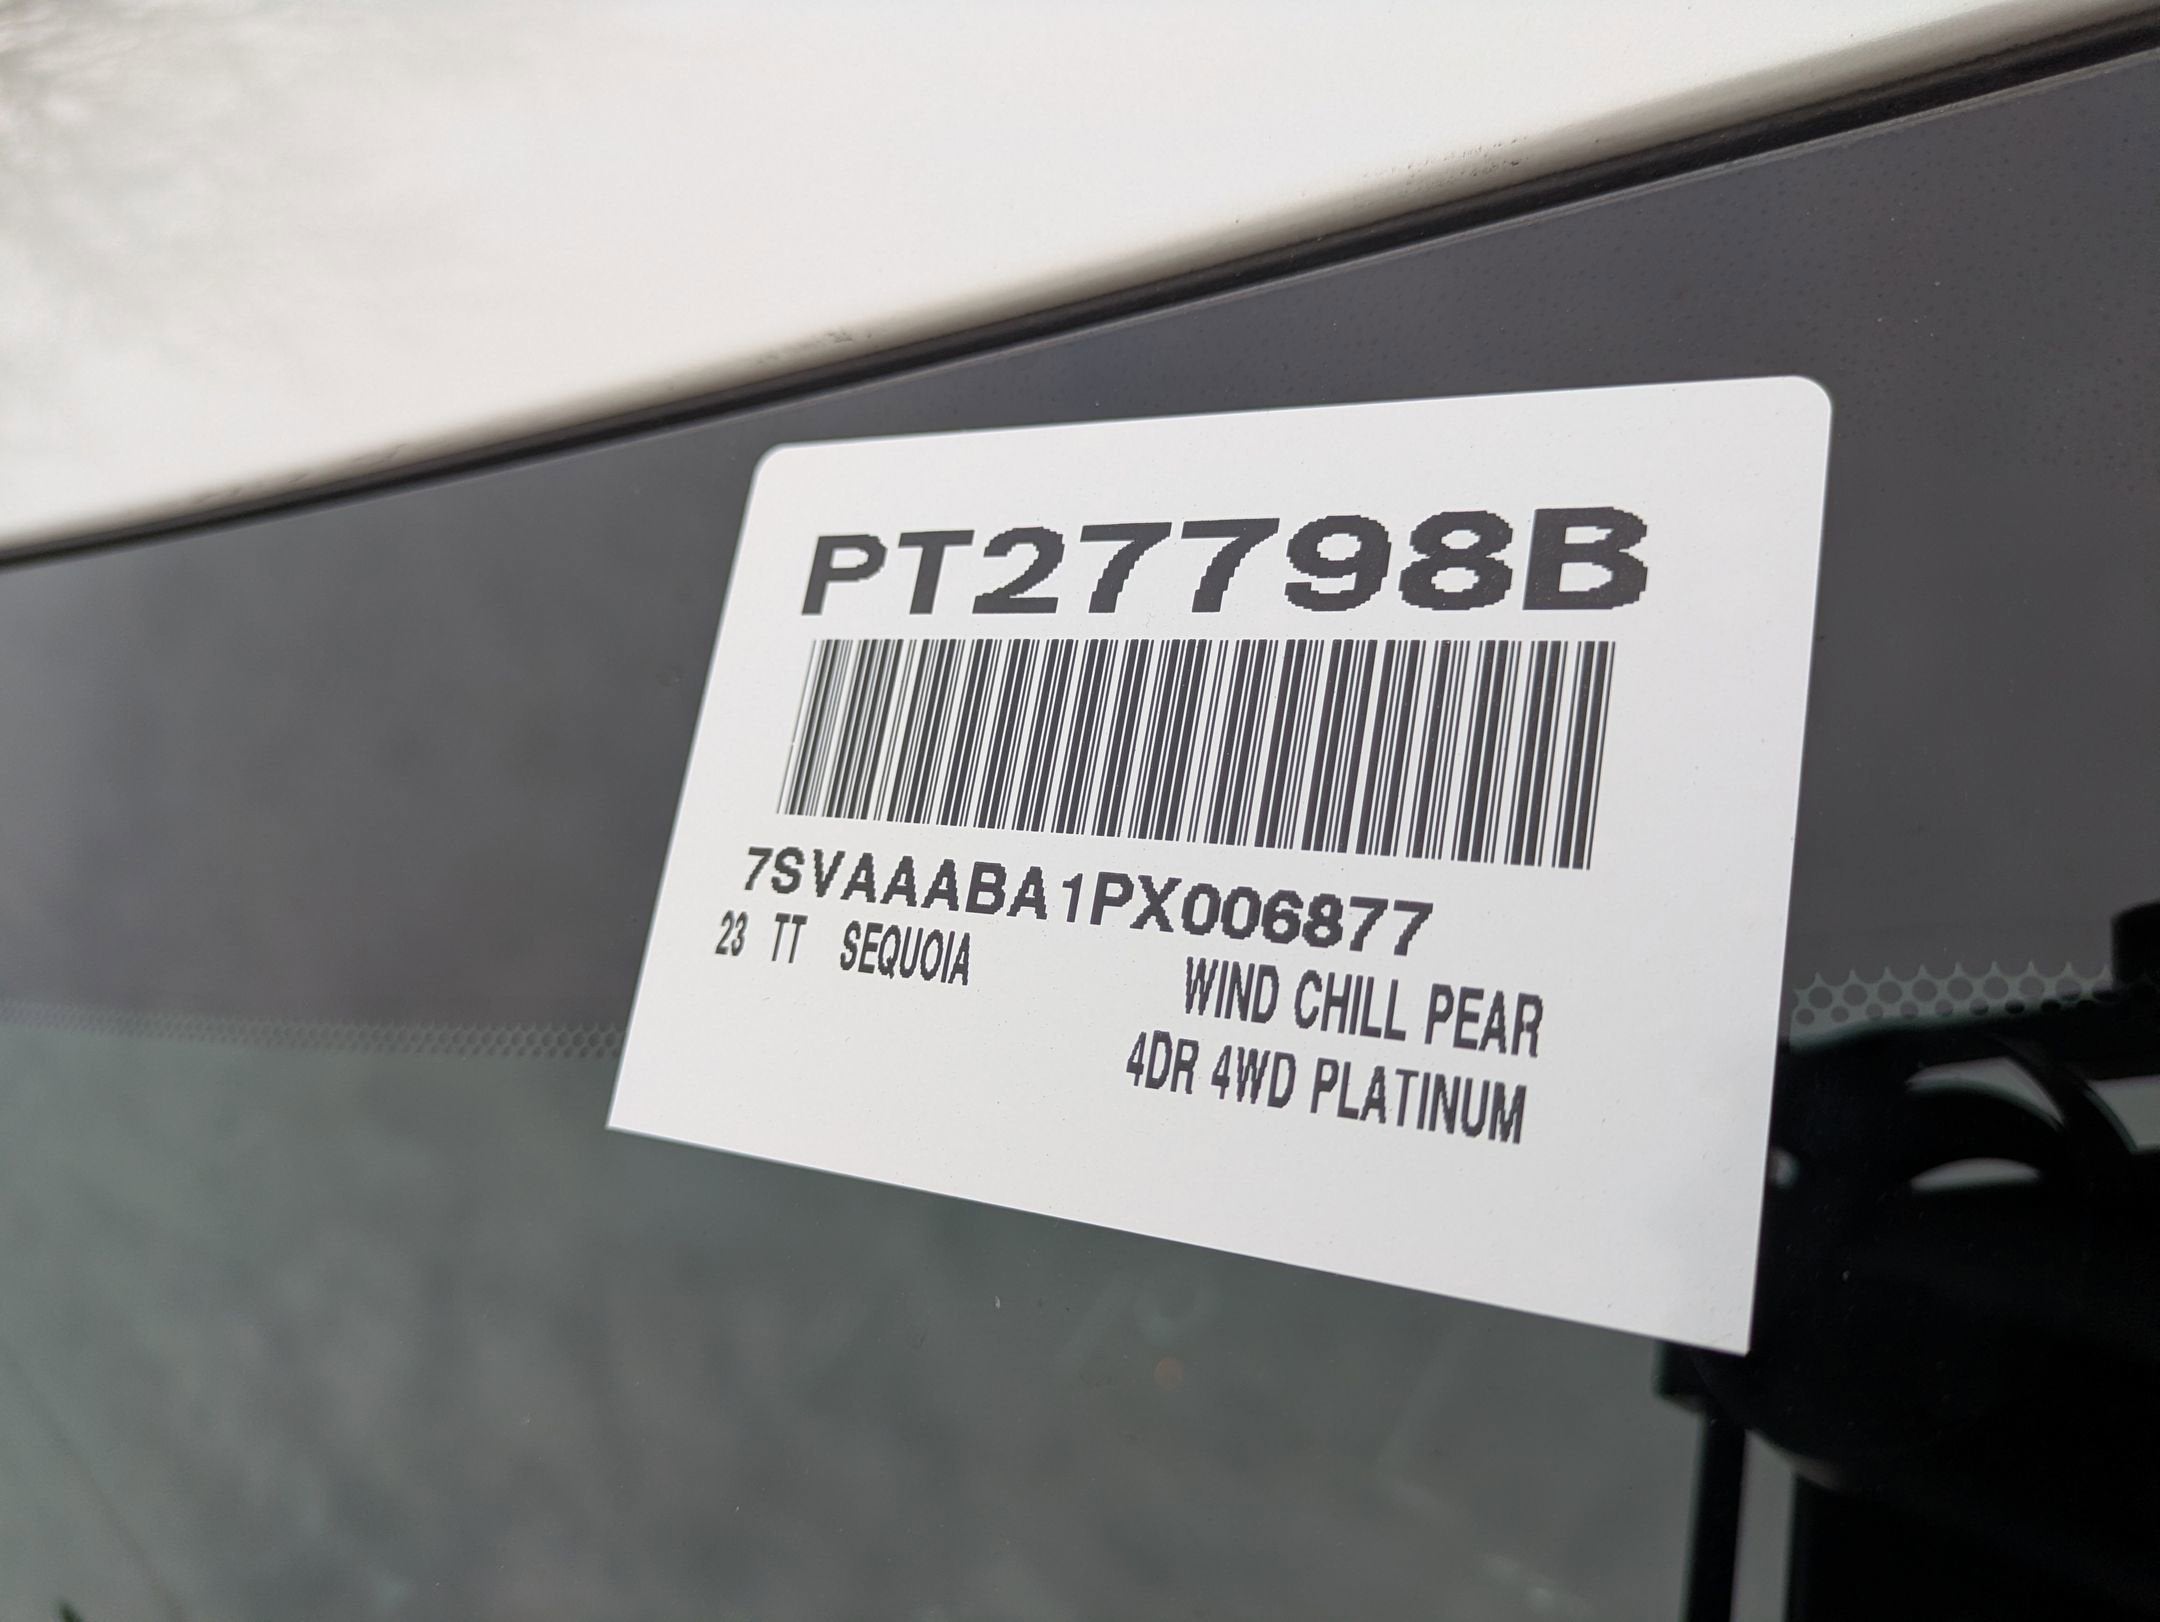 PT27798B
7SVAAABA1PX006877
23 TT SEQUOIA
WIND CHILL PEAR
4DR 4WD PLATINUM